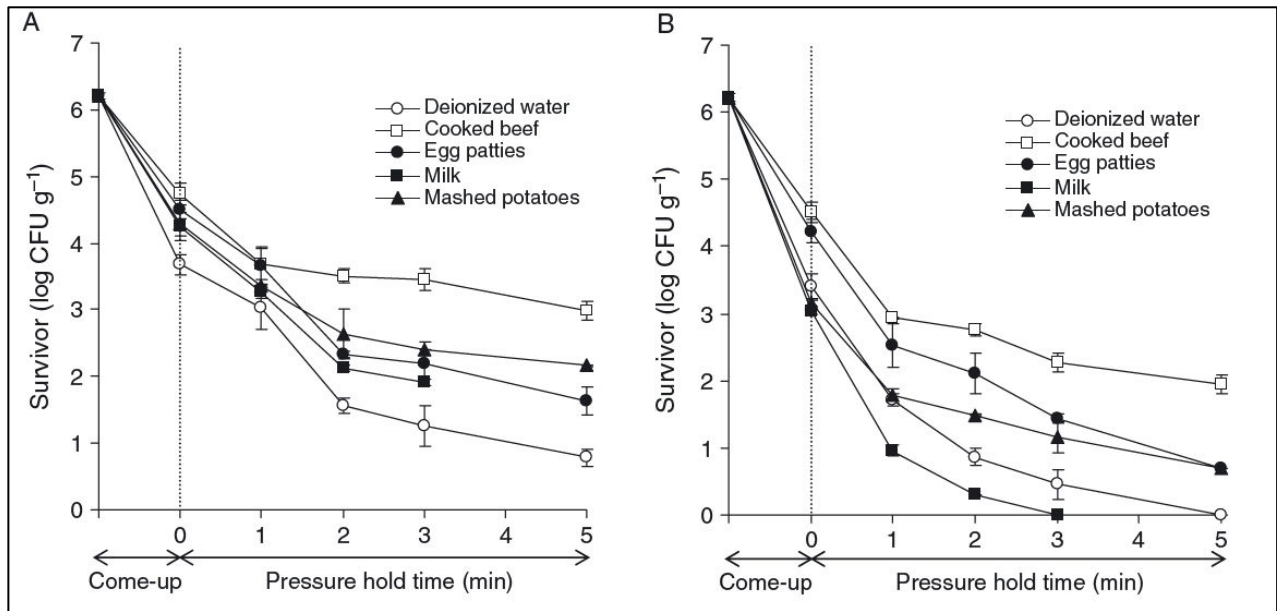 A
7
6
5
4
3
2
1
0
Survivor (log CFU g⁻¹)
Deionized water
Cooked beef
Egg patties
Milk
Mashed potatoes
0 1 2 3 4 5
Come-up Pressure hold time (min)
B
7
6
5
4
3
2
1
0
Survivor (log CFU g⁻¹)
Deionized water
Cooked beef
Egg patties
Milk
Mashed potatoes
0 1 2 3 4 5
Come-up Pressure hold time (min)